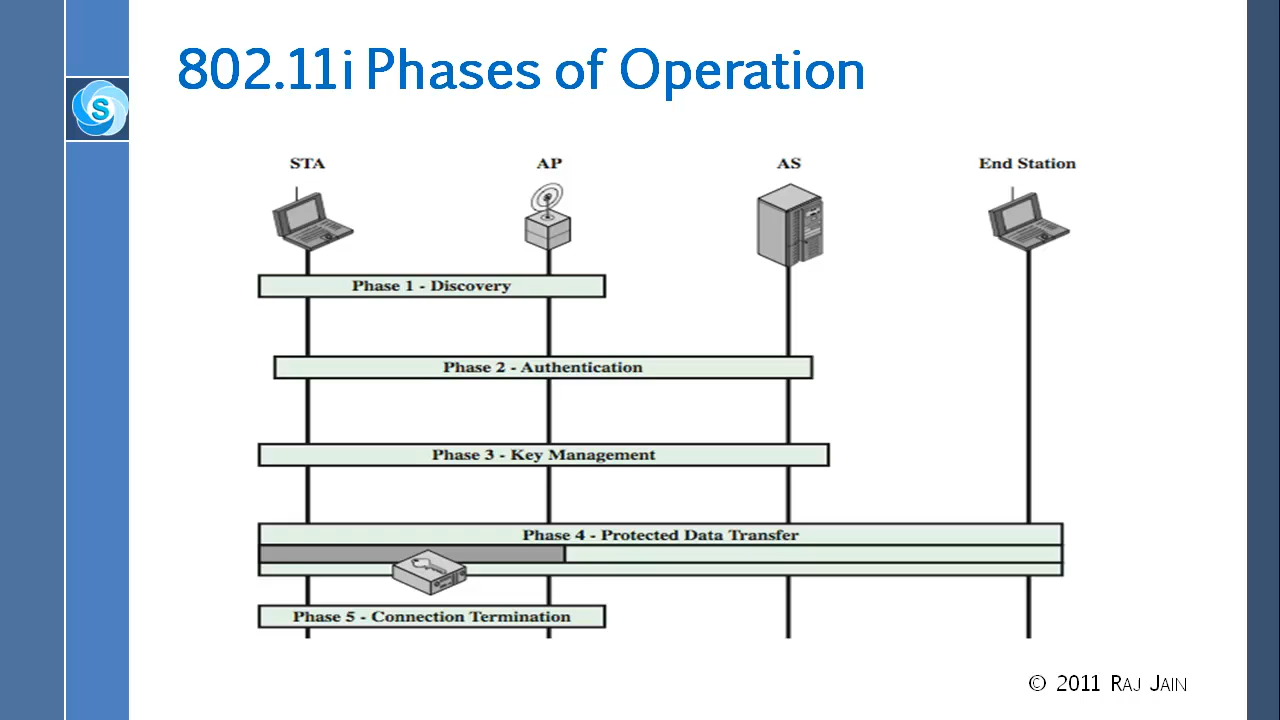 802.11i Phases of Operation
S
STA AP AS End Station
Phase 1 - Discovery
Phase 2 - Authentication
Phase 3 - Key Management
Phase 4 - Protected Data Transfer
Phase 5 - Connection Termination
© 2011 Raj Jain